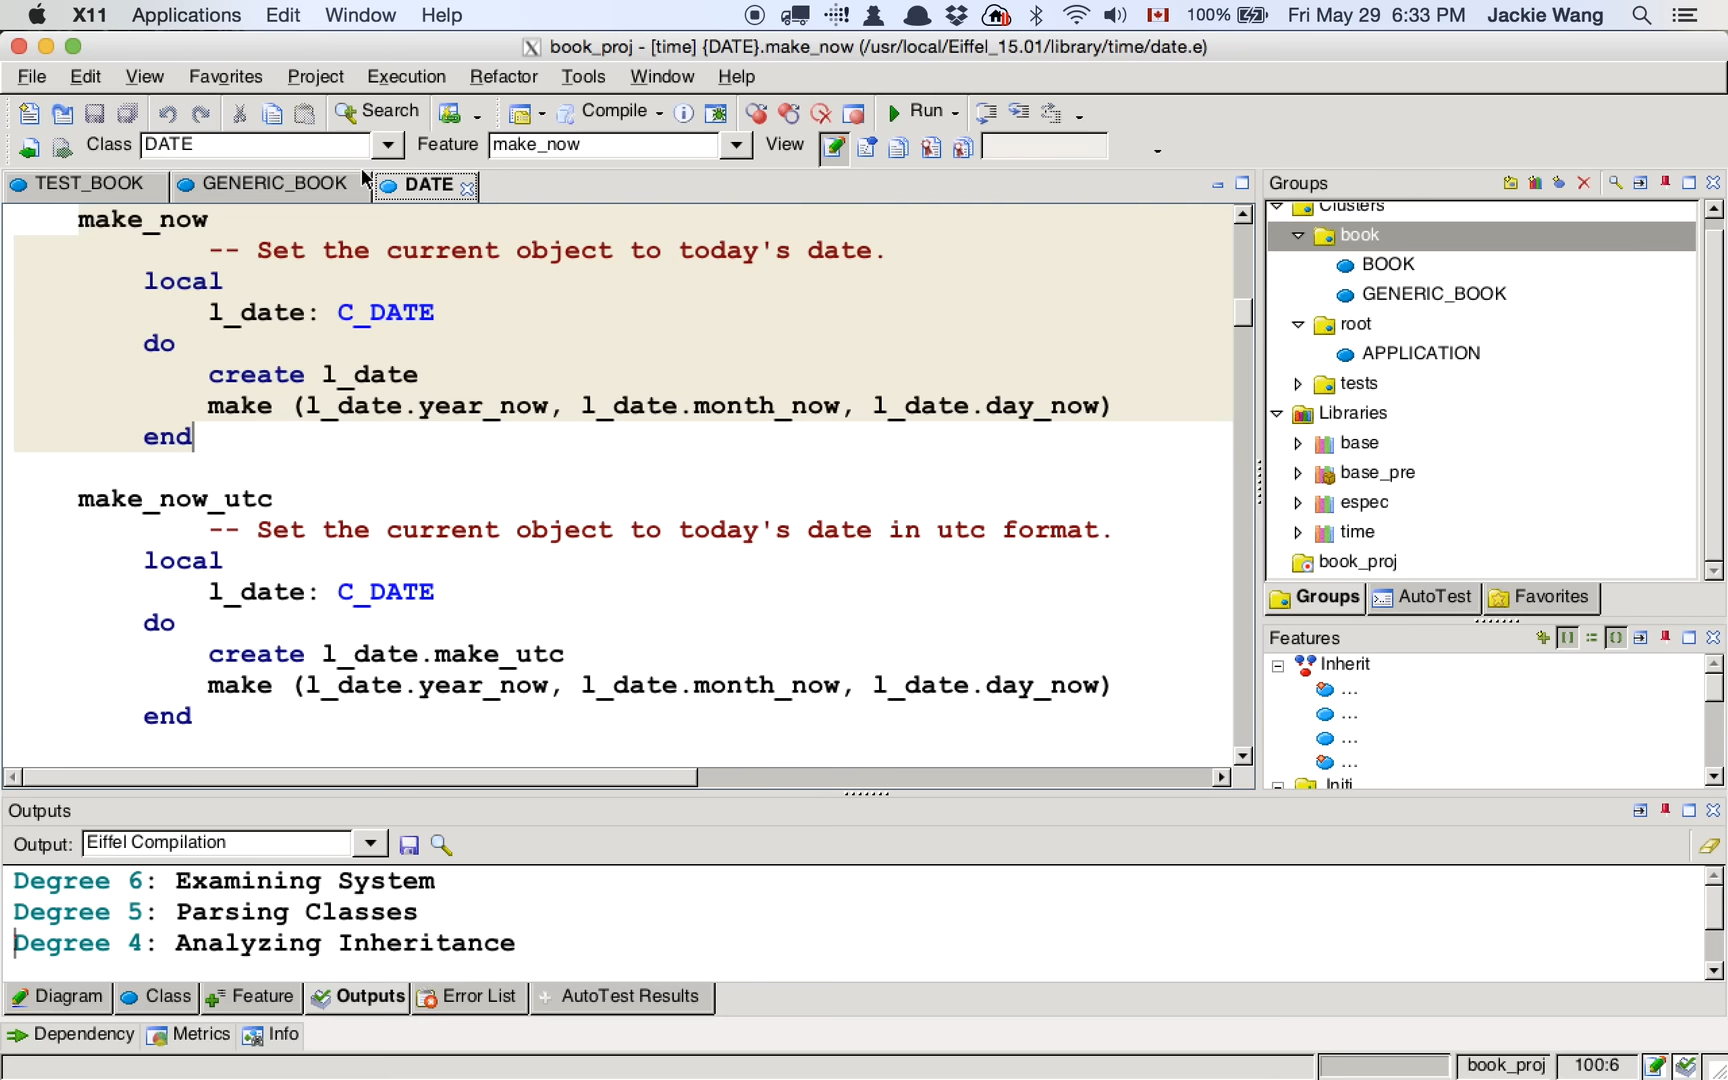 X11 Applications Edit Window Help 100% Fri May 29 6:33 PM Jackie Wang
book_proj - [time] {DATE}.make_now (/usr/local/Eiffel_15.01/library/time/date.e)
File Edit View Favorites Project Execution Refactor Tools Window Help
Search Compile Run
Class DATE Feature make_now View
TEST_BOOK GENERIC_BOOK DATE
make_now
-- Set the current object to today's date.
local
l_date: C_DATE
do
create l_date
make (l_date.year_now, l_date.month_now, l_date.day_now)
end
make_now_utc
-- Set the current object to today's date in utc format.
local
l_date: C_DATE
do
create l_date.make_utc
make (l_date.year_now, l_date.month_now, l_date.day_now)
end
Groups
Clusters
book
BOOK
GENERIC_BOOK
root
APPLICATION
tests
Libraries
base
base_pre
espec
time
book_proj
Groups AutoTest Favorites
Features
Inherit
...
...
...
...
Initi
Outputs
Output: Eiffel Compilation
Degree 6: Examining System
Degree 5: Parsing Classes
Degree 4: Analyzing Inheritance
Diagram Class Feature Outputs Error List AutoTest Results
Dependency Metrics Info
book_proj 100:6